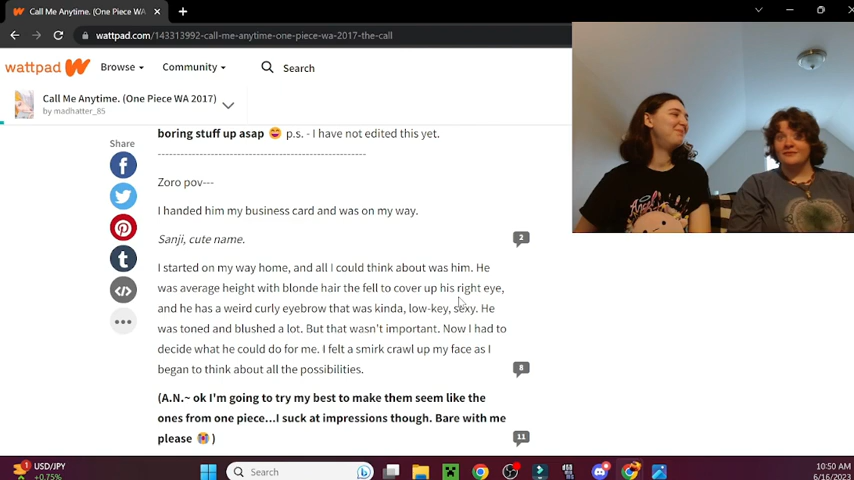 Call Me Anytime. (One Piece WA
wattpad.com/143313992-call-me-anytime-one-piece-wa-2017-the-call
wattpad
Browse
Community
Search
Call Me Anytime. (One Piece WA 2017)
by madhatter_85
boring stuff up asap 😄 p.s. - I have not edited this yet.
--------------------------------------------------------
Share
Zoro pov---
I handed him my business card and was on my way.
Sanji, cute name.
2
I started on my way home, and all I could think about was him. He
was average height with blonde hair the fell to cover up his right eye,
and he has a weird curly eyebrow that was kinda, low-key, sexy. He
was toned and blushed a lot. But that wasn't important. Now I had to
decide what he could do for me. I felt a smirk crawl up my face as I
began to think about all the possibilities.
8
(A.N.~ ok I'm going to try my best to make them seem like the
ones from one piece...I suck at impressions though. Bare with me
please 😭 )
11
USD/JPY
+0.75%
Search
10:50 AM
6/16/2023